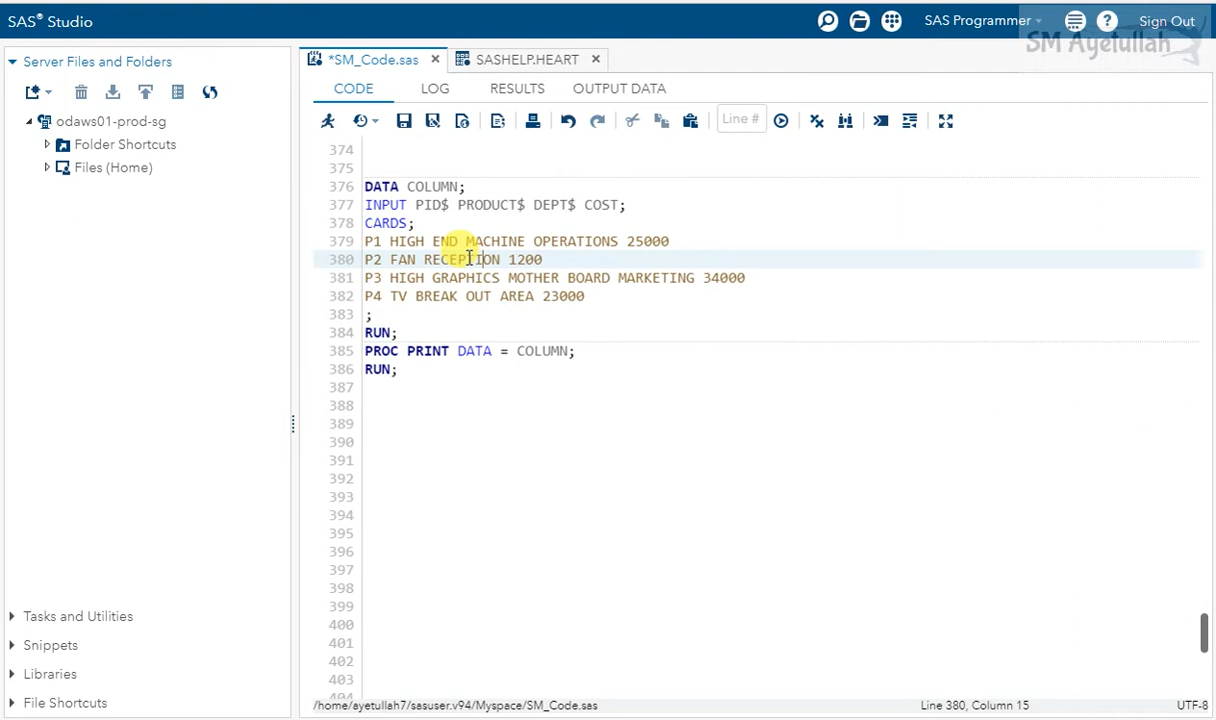 SAS® Studio
SAS Programmer
Sign Out
SM Ayetullah
Server Files and Folders
odaws01-prod-sg
Folder Shortcuts
Files (Home)
Tasks and Utilities
Snippets
Libraries
File Shortcuts
*SM_Code.sas
SASHELP.HEART
CODE LOG RESULTS OUTPUT DATA
Line #
374
375
376 DATA COLUMN;
377 INPUT PID$ PRODUCT$ DEPT$ COST;
378 CARDS;
379 P1 HIGH END MACHINE OPERATIONS 25000
380 P2 FAN RECEPTION 1200
381 P3 HIGH GRAPHICS MOTHER BOARD MARKETING 34000
382 P4 TV BREAK OUT AREA 23000
383 ;
384 RUN;
385 PROC PRINT DATA = COLUMN;
386 RUN;
387
388
389
390
391
392
393
394
395
396
397
398
399
400
401
402
403
404
/home/ayetullah7/sasuser.v94/Myspace/SM_Code.sas
Line 380, Column 15
UTF-8